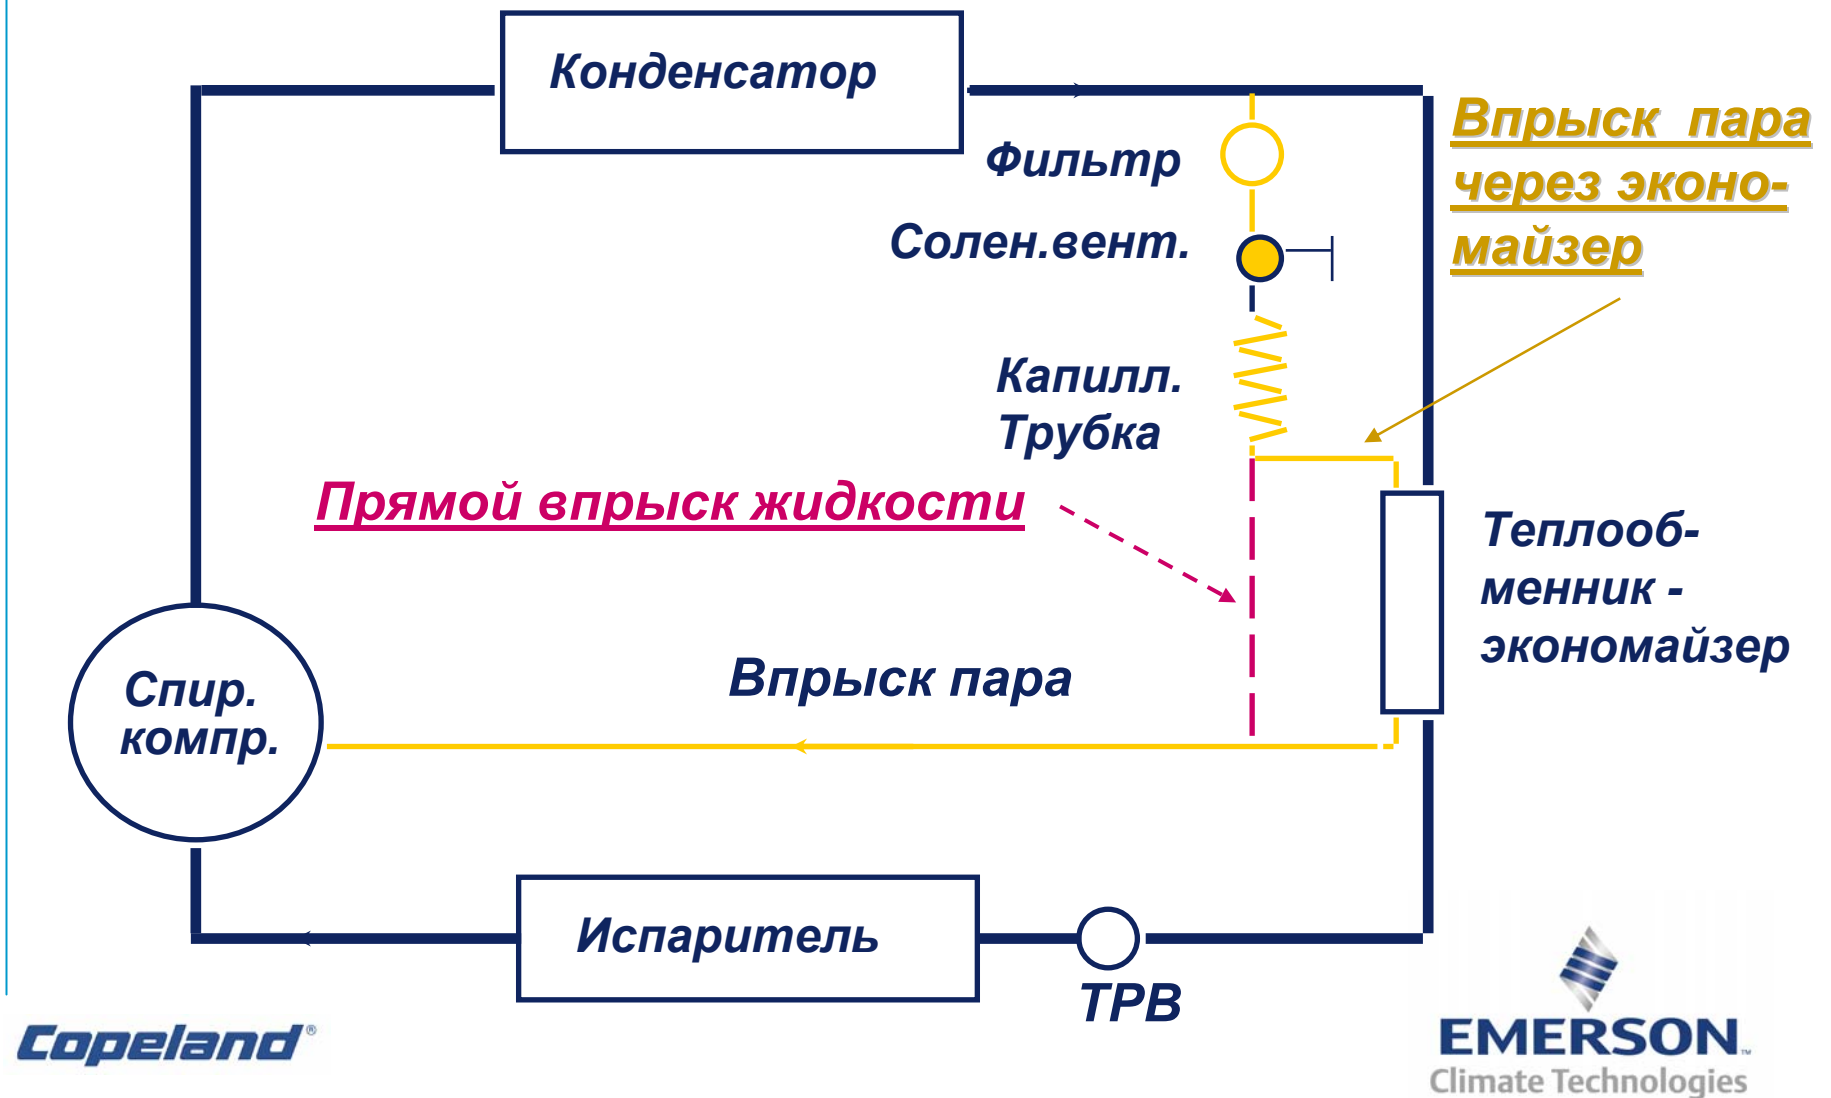 Конденсатор
Впрыск пара
через эконо-
майзер
Фильтр
Солен.вент.
Капилл.
Трубка
Прямой впрыск жидкости
Теплооб-
менник -
экономайзер
Впрыск пара
Спир.
компр.
Испаритель
ТРВ
Copeland®
EMERSON™
Climate Technologies